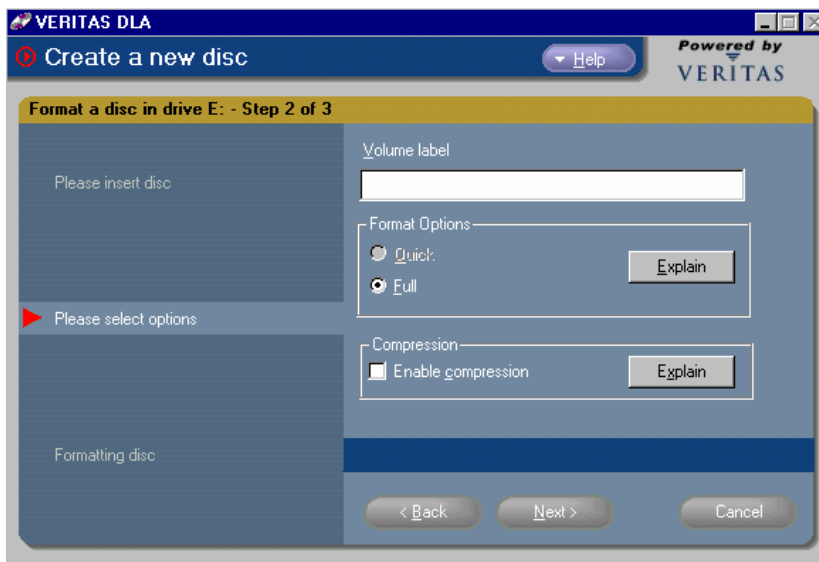 VERITAS DLA
Create a new disc
Help
Powered by
VERITAS
Format a disc in drive E: - Step 2 of 3
Please insert disc
Please select options
Formatting disc
Volume label
Format Options
Quick
Full
Explain
Compression
Enable compression
Explain
< Back
Next >
Cancel